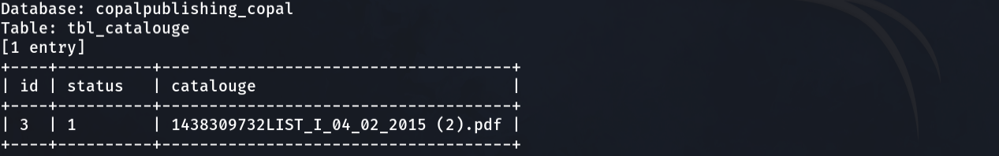 Database: copalpublishing_copal
Table: tbl_catalouge
[1 entry]
+----+----------+-----------------------------------+
| id | status   | catalouge                         |
+----+----------+-----------------------------------+
| 3  | 1        | 1438309732LIST_I_04_02_2015 (2).pdf |
+----+----------+-----------------------------------+